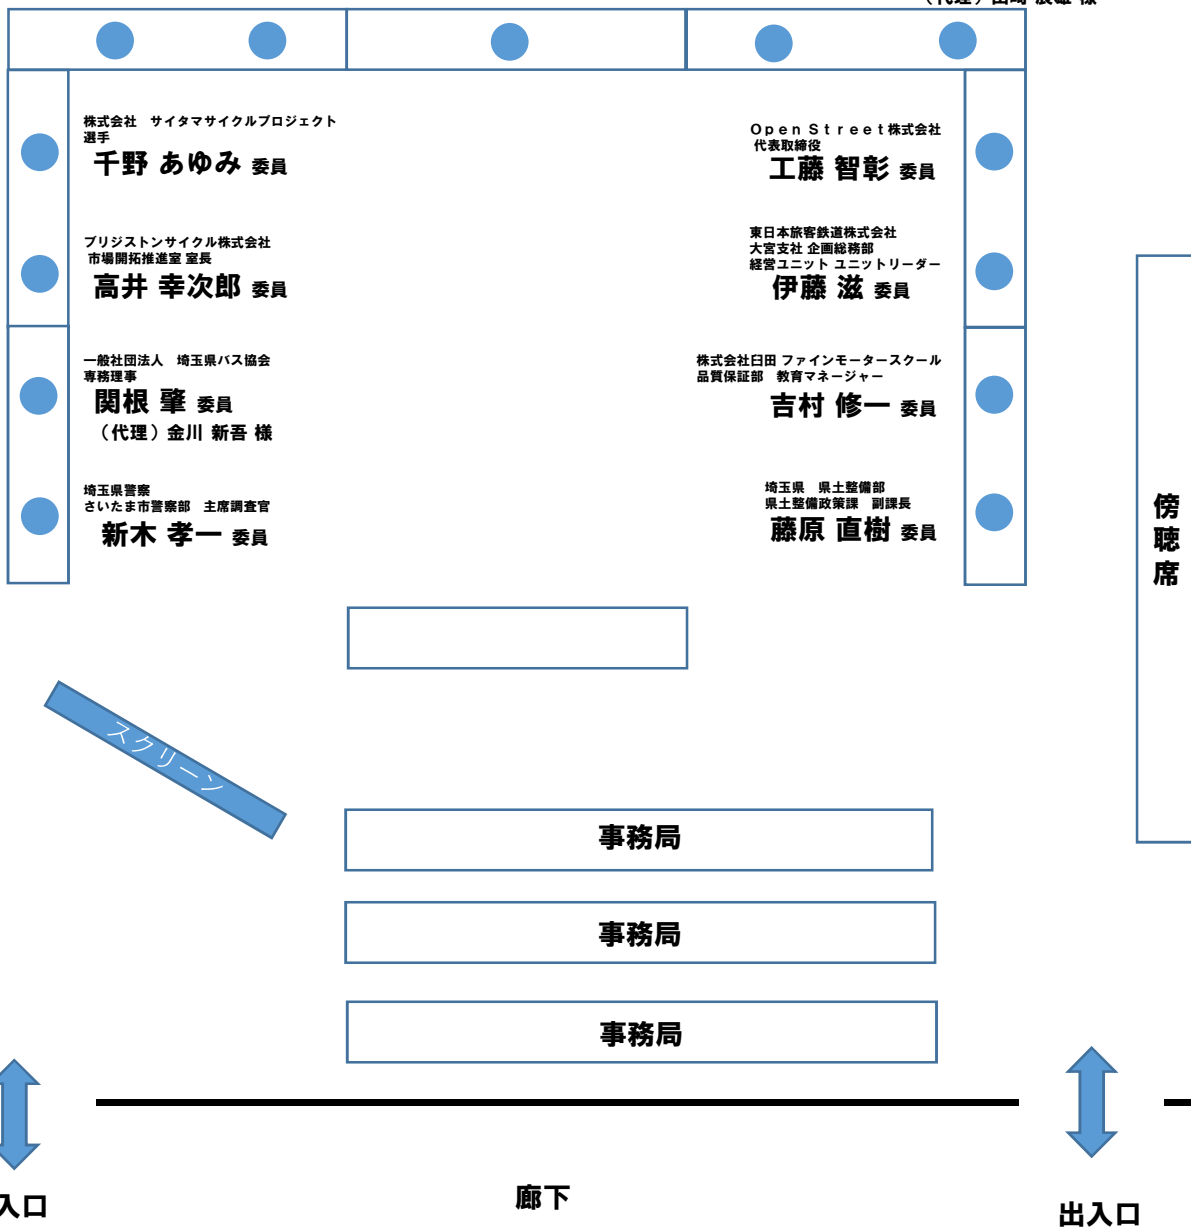 株式会社　サイタマサイクルプロジェクト
選手
千野 あゆみ 委員
ブリジストンサイクル株式会社
市場開拓推進室 室長
高井 幸次郎 委員
一般社団法人　埼玉県バス協会
専務理事
関根 肇 委員
（代理）金川 新吾 様
埼玉県警察
さいたま市警察部　主席調査官
新木 孝一 委員
Ｏｐｅｎ Ｓｔｒｅｅｔ株式会社
代表取締役
工藤 智彰 委員
東日本旅客鉄道株式会社
大宮支社 企画総務部
経営ユニット ユニットリーダー
伊藤 滋 委員
株式会社臼田 ファインモータースクール
品質保証部　教育マネージャー
吉村 修一 委員
埼玉県　県土整備部
県土整備政策課　副課長
藤原 直樹 委員
傍聴席
スクリーン
事務局
事務局
事務局
入口
廊下
出入口